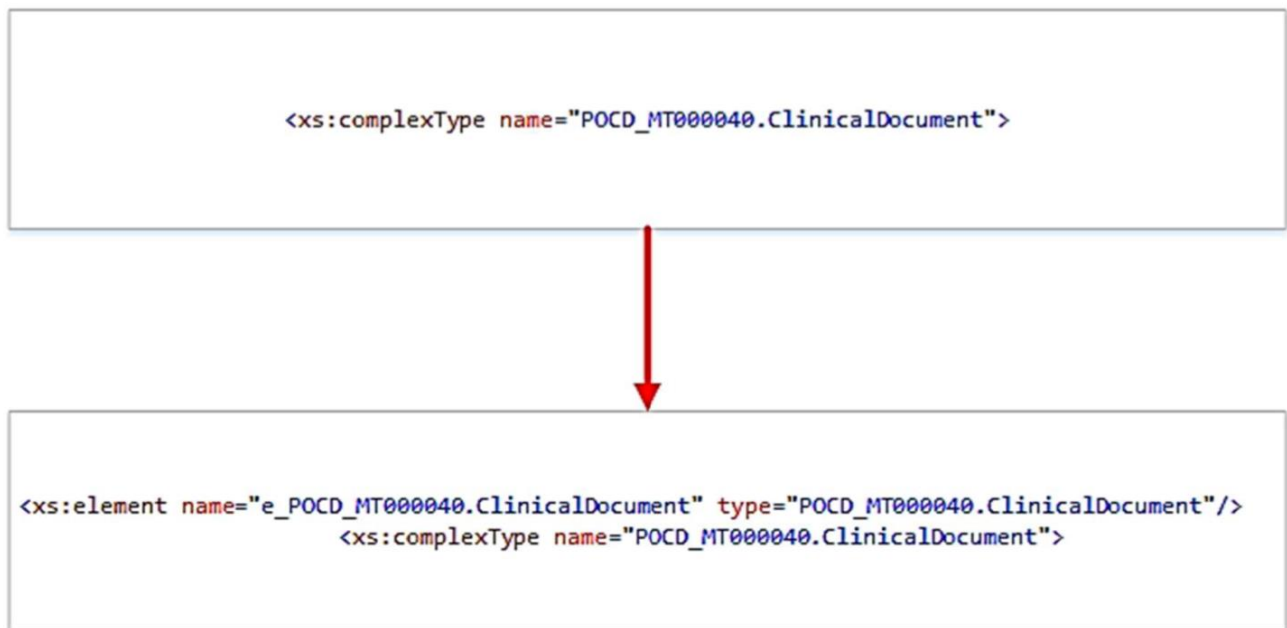 <xs:complexType name="POCD_MT000040.ClinicalDocument">
<xs:element name="e_POCD_MT000040.ClinicalDocument" type="POCD_MT000040.ClinicalDocument"/>
<xs:complexType name="POCD_MT000040.ClinicalDocument">